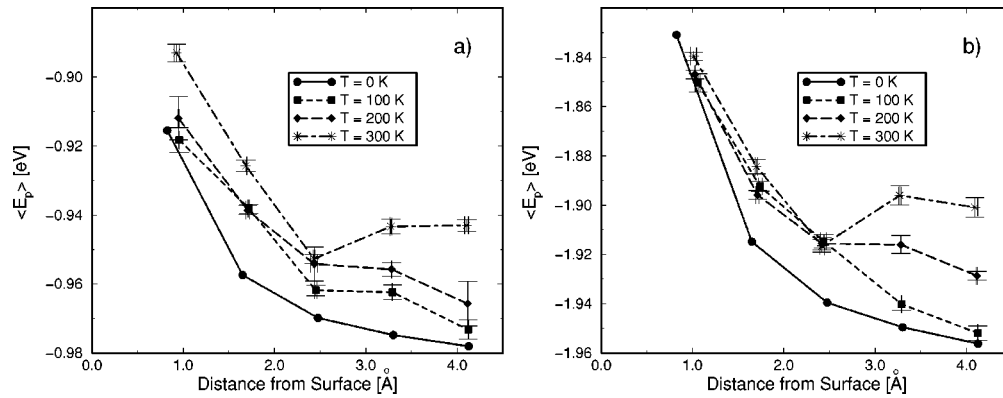 a)
T = 0 K
T = 100 K
T = 200 K
T = 300 K
<E_p> [eV]
−0.90
−0.92
−0.94
−0.96
−0.98
0.0 1.0 2.0 3.0 4.0
Distance from Surface [Å]
b)
T = 0 K
T = 100 K
T = 200 K
T = 300 K
<E_p> [eV]
−1.84
−1.86
−1.88
−1.90
−1.92
−1.94
−1.96
0.0 1.0 2.0 3.0 4.0
Distance from Surface [Å]